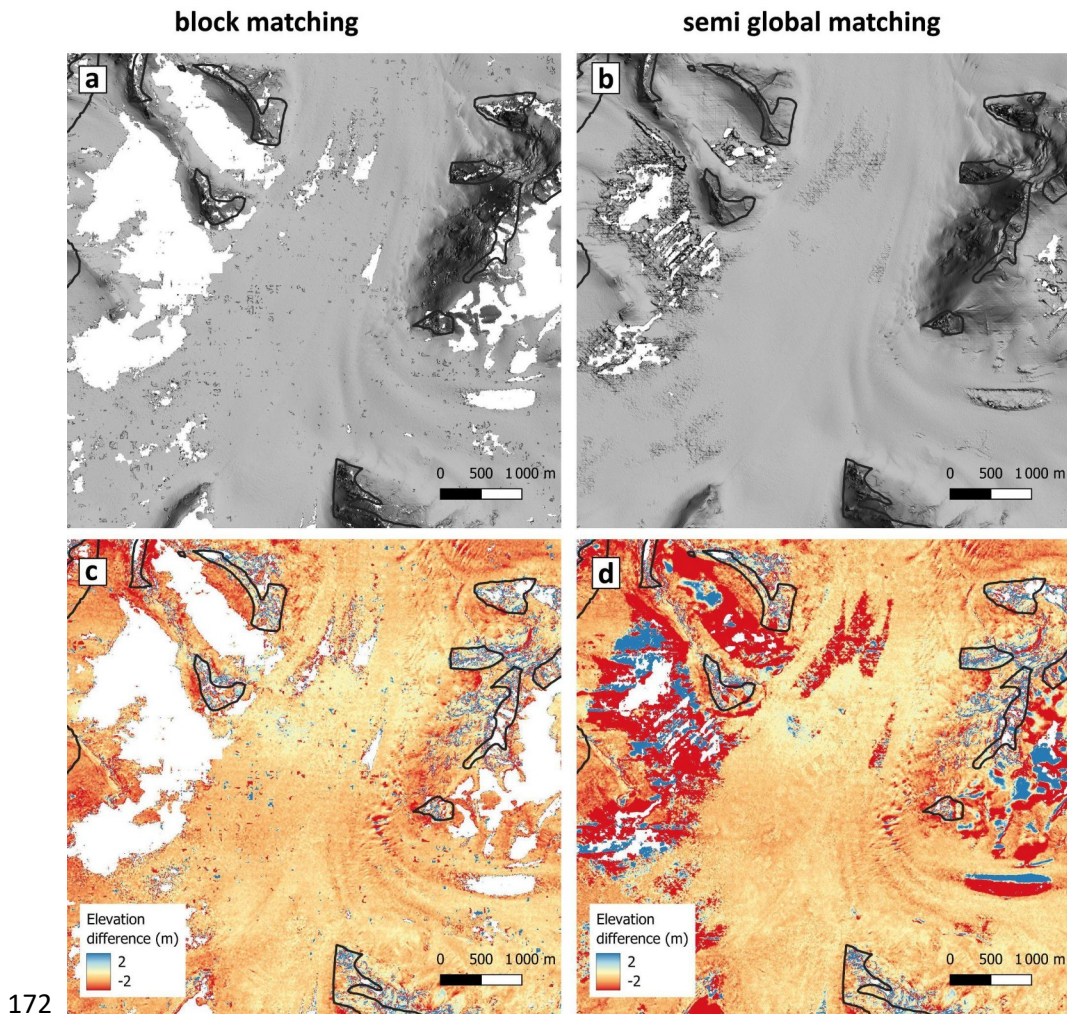 block matching
semi global matching
a
b
0 500 1 000 m
0 500 1 000 m
c
d
Elevation
difference (m)
2
-2
0 500 1 000 m
Elevation
difference (m)
2
-2
0 500 1 000 m
172